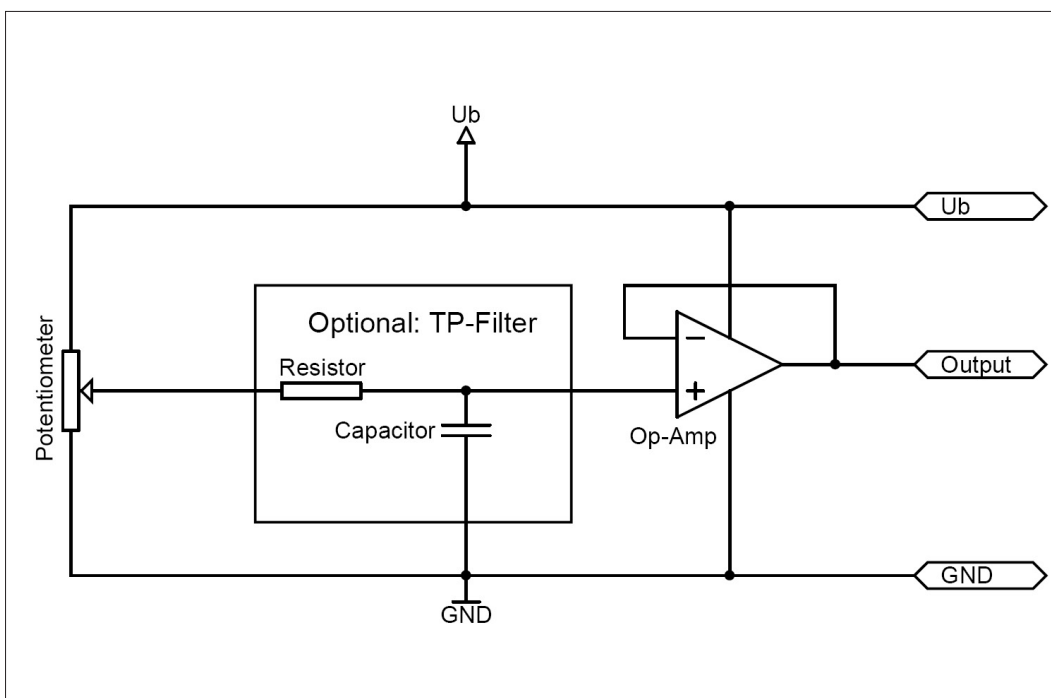 Ub
Ub
Optional: TP-Filter
Resistor
Potentiometer
Capacitor
Op-Amp
Output
GND
GND